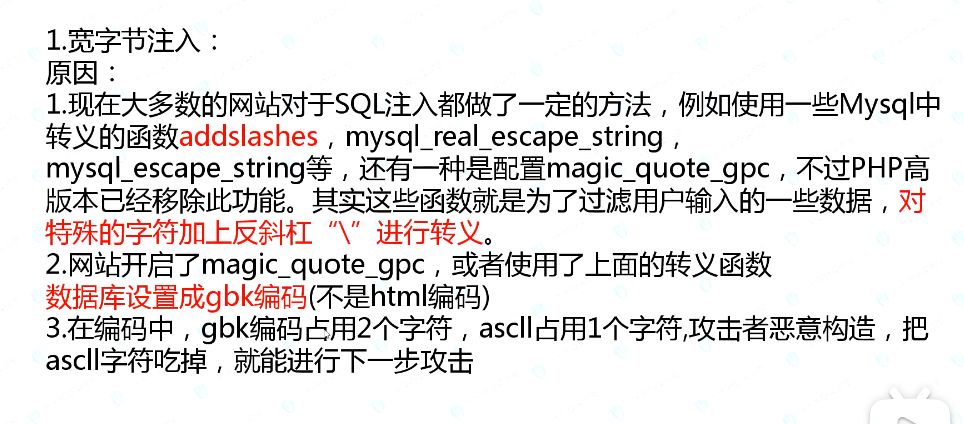 1.宽字节注入：
原因：
1.现在大多数的网站对于SQL注入都做了一定的方法，例如使用一些Mysql中
转义的函数addslashes，mysql_real_escape_string，
mysql_escape_string等，还有一种是配置magic_quote_gpc，不过PHP高
版本已经移除此功能。其实这些函数就是为了过滤用户输入的一些数据，对
特殊的字符加上反斜杠“\”进行转义。
2.网站开启了magic_quote_gpc，或者使用了上面的转义函数
数据库设置成gbk编码(不是html编码)
3.在编码中，gbk编码占用2个字符，ascll占用1个字符,攻击者恶意构造，把
ascll字符吃掉，就能进行下一步攻击